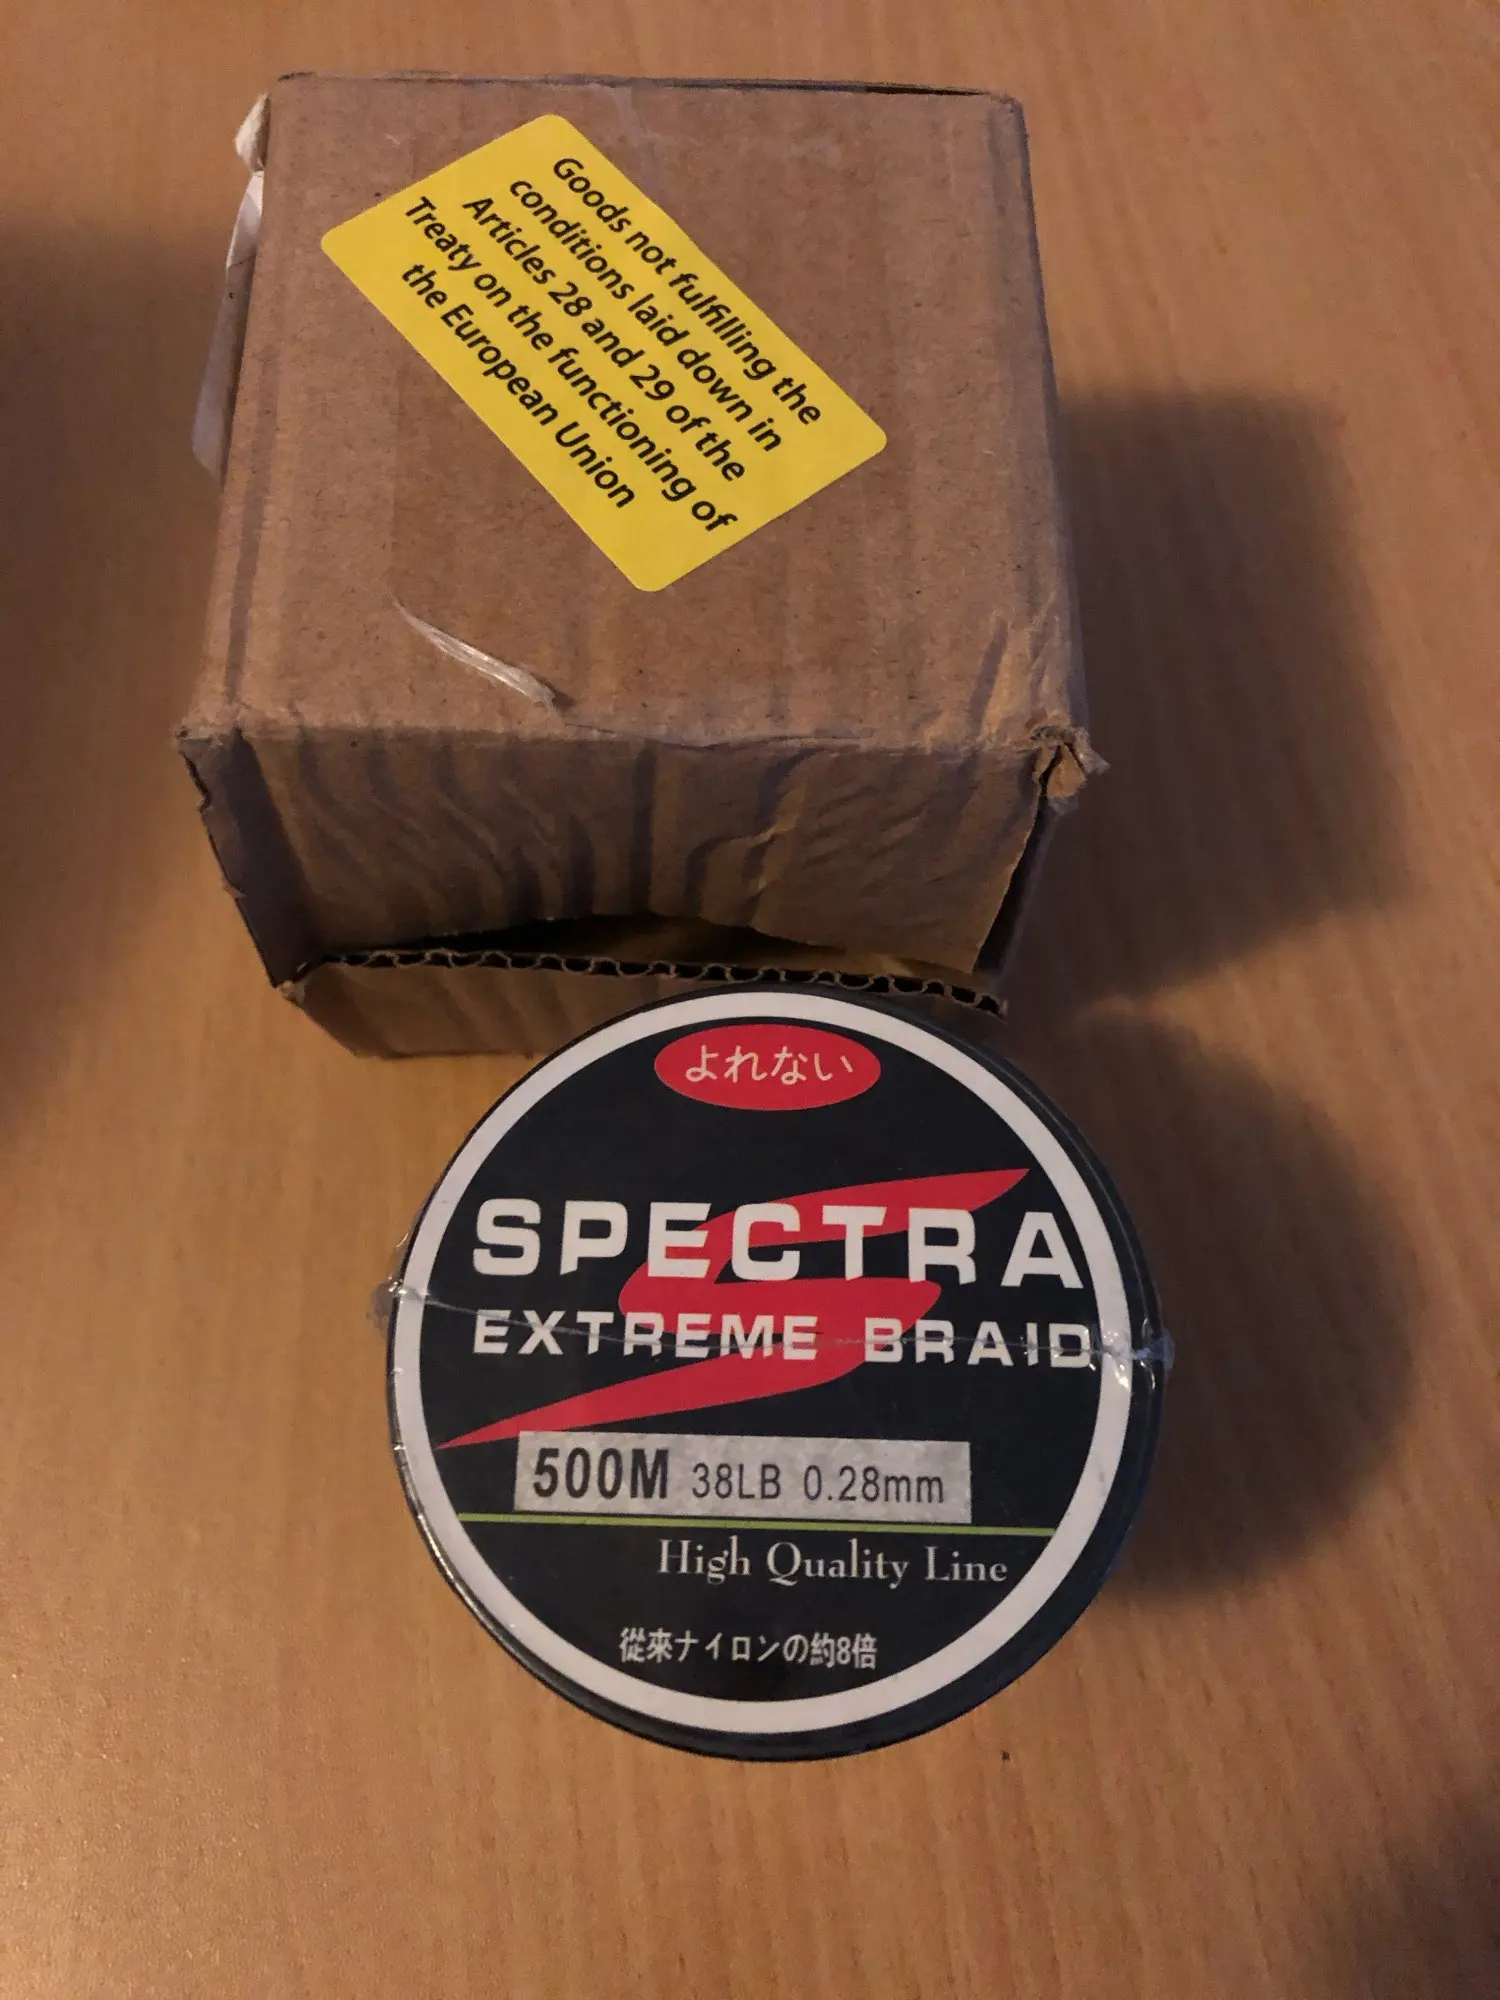 Goods not fulfilling the
conditions laid down in
Articles 28 and 29 of the
Treaty on the functioning of
the European Union
よれない
SPECTRA
EXTREME BRAID
500M 38LB 0.28mm
High Quality Line
從來ナイロンの約8倍